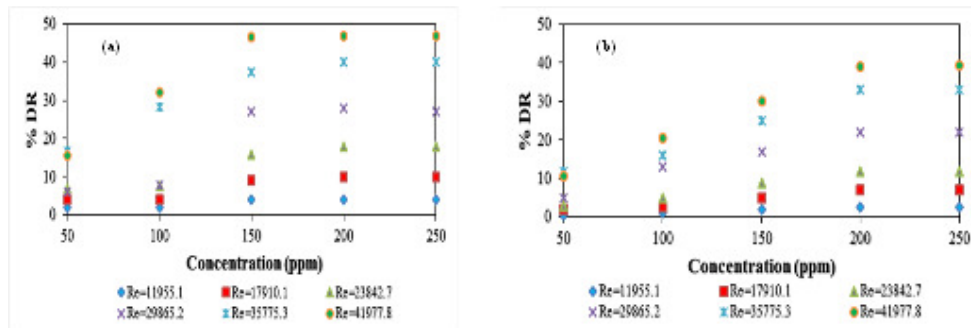 (a)
% DR
50
40
30
20
10
0
50 100 150 200 250
Concentration (ppm)
Re=11955.1 Re=17910.1 Re=23842.7
Re=29865.2 Re=35775.3 Re=41977.8
(b)
% DR
50
40
30
20
10
0
50 100 150 200 250
Concentration (ppm)
Re=11955.1 Re=17910.1 Re=23842.7
Re=29865.2 Re=35775.3 Re=41977.8